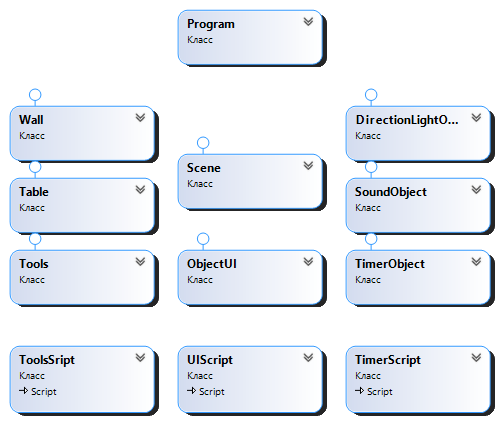 Program
Класс
Wall
Класс
DirectionLightO...
Класс
Scene
Класс
Table
Класс
SoundObject
Класс
Tools
Класс
ObjectUI
Класс
TimerObject
Класс
ToolsSript
Класс
Script
UIScript
Класс
Script
TimerScript
Класс
Script